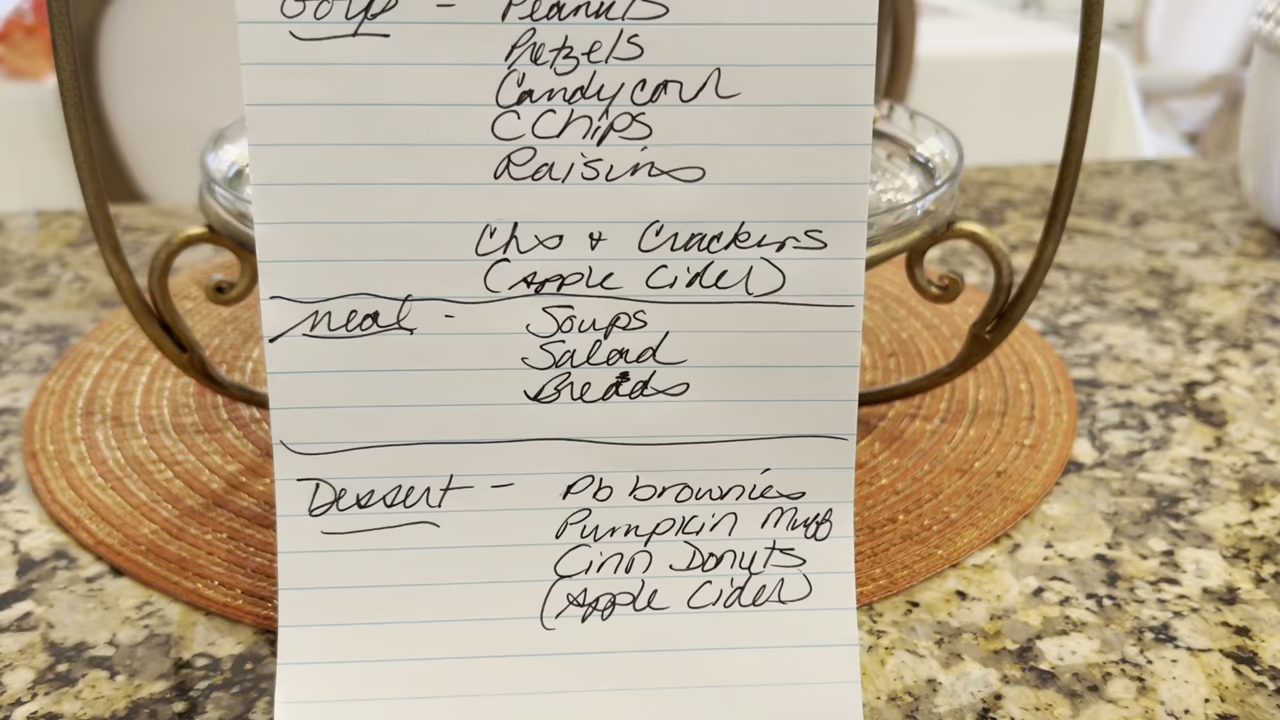 Gorp - Peanuts
Pretzels
Candy corn
C Chips
Raisins
Chs + Crackers
(Apple Cider)
Meal - Soups
Salad
Breads
Dessert - Pb brownies
Pumpkin Muff
Cinn Donuts
(Apple Cider)